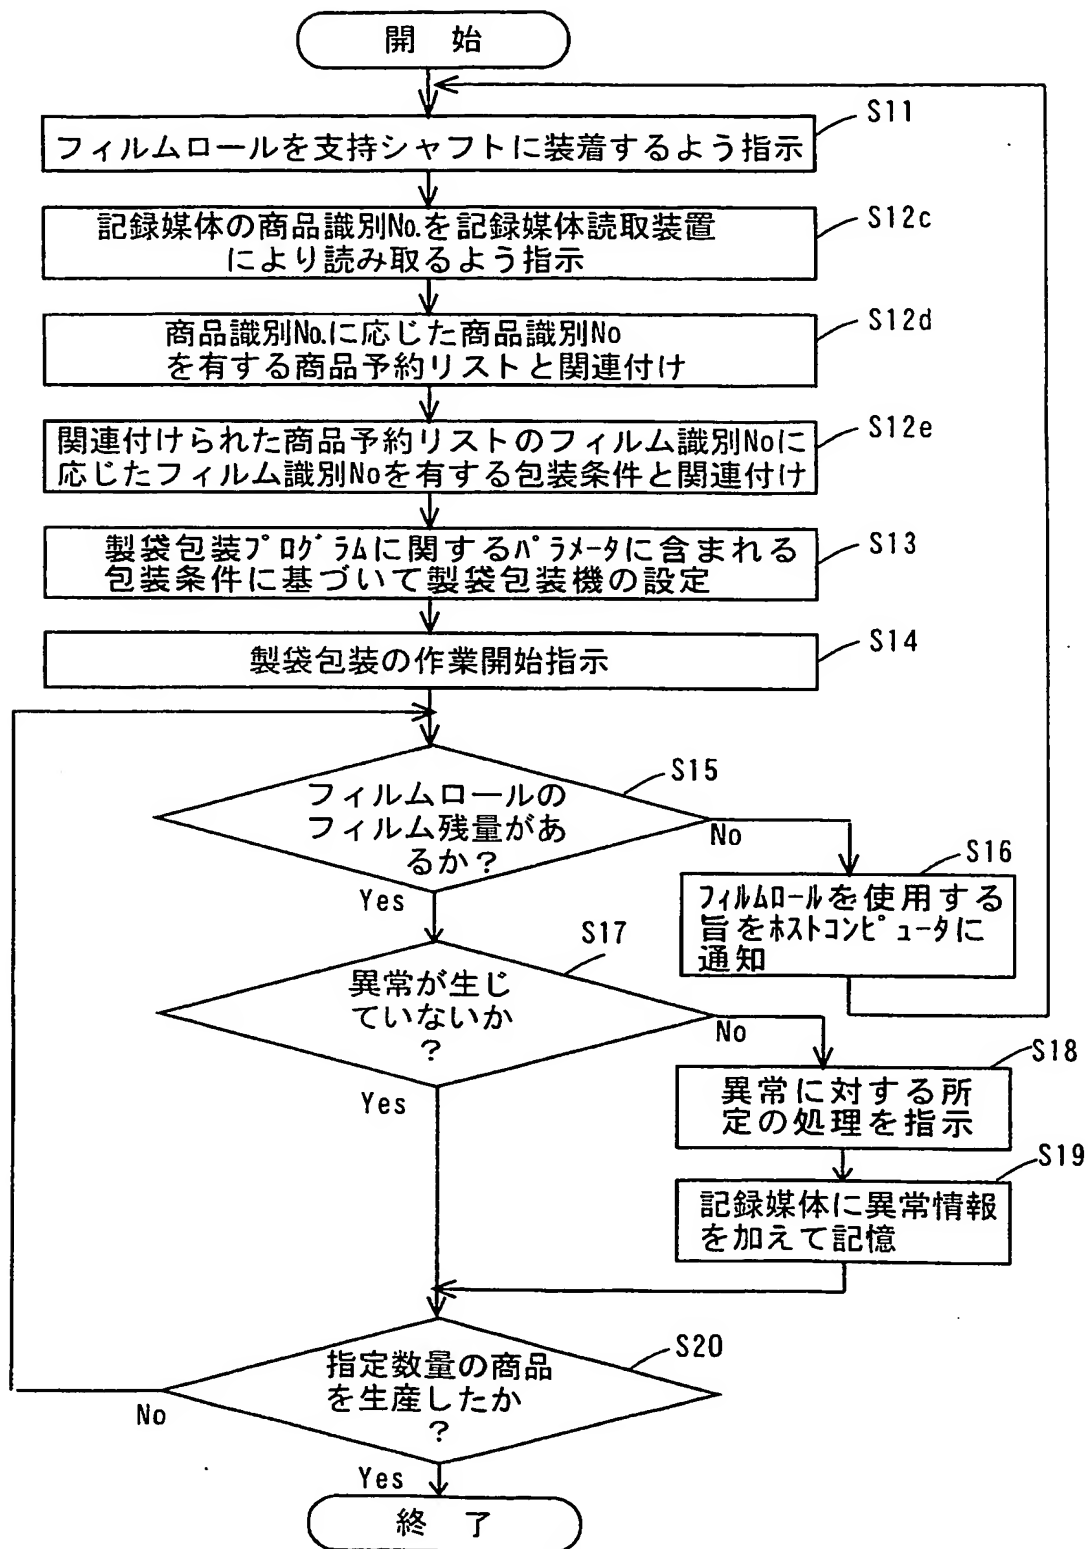 開 始
S11
フィルムロールを支持シャフトに装着するよう指示
S12c
記録媒体の商品識別No.を記録媒体読取装置
により読み取るよう指示
S12d
商品識別No.に応じた商品識別No
を有する商品予約リストと関連付け
S12e
関連付けられた商品予約リストのフィルム識別Noに
応じたフィルム識別Noを有する包装条件と関連付け
S13
製袋包装プログラムに関するパラメータに含まれる
包装条件に基づいて製袋包装機の設定
S14
製袋包装の作業開始指示
S15
フィルムロールの
フィルム残量があ
るか？
No
Yes
S16
フィルムロールを使用する
旨をホストコンピュータに
通知
S17
異常が生じ
ていないか
？
No
Yes
S18
異常に対する所
定の処理を指示
S19
記録媒体に異常情報
を加えて記憶
S20
指定数量の商品
を生産したか
？
No
Yes
終 了